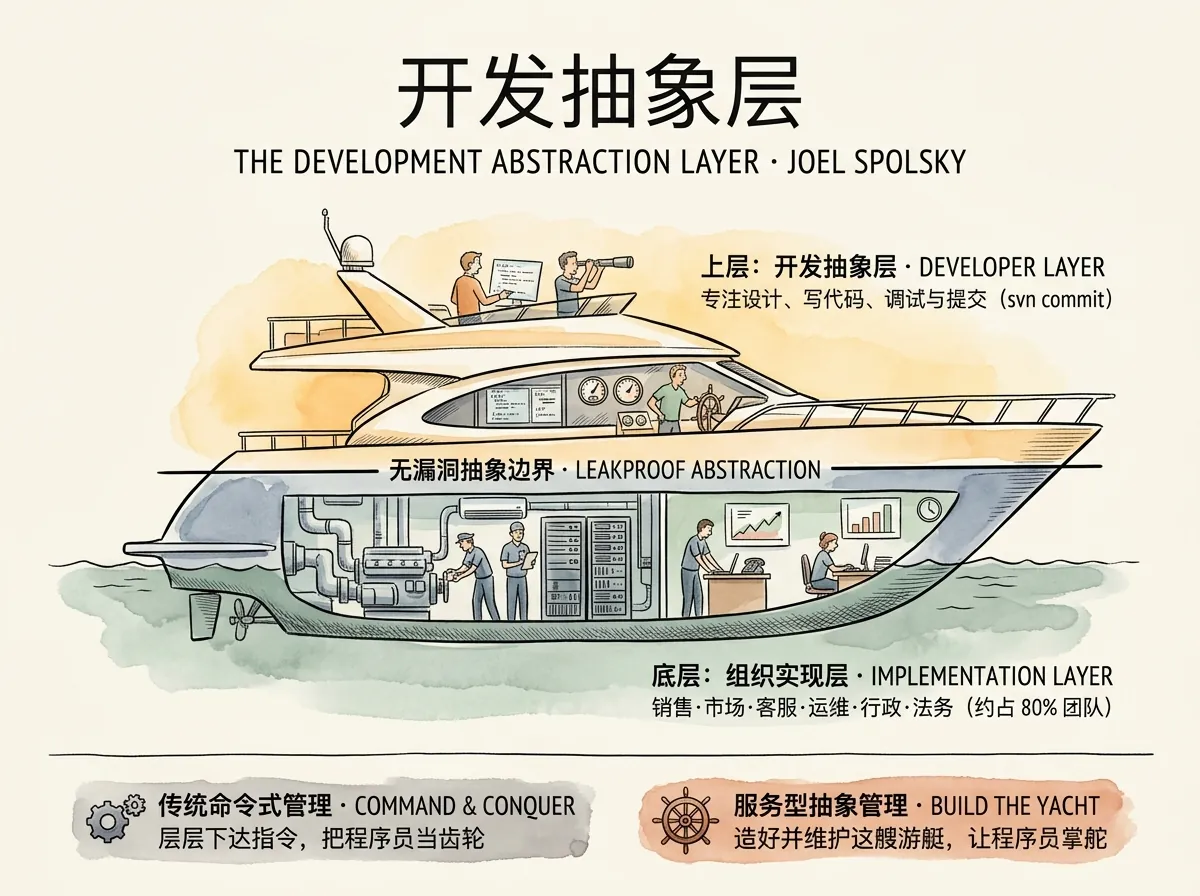 开发抽象层
THE DEVELOPMENT ABSTRACTION LAYER · JOEL SPOLSKY
上层：开发抽象层 · DEVELOPER LAYER
专注设计、写代码、调试与提交（svn commit）
无漏洞抽象边界 · LEAKPROOF ABSTRACTION
底层：组织实现层 · IMPLEMENTATION LAYER
销售·市场·客服·运维·行政·法务（约占 80% 团队）
传统命令式管理 · COMMAND & CONQUER
层层下达指令，把程序员当齿轮
服务型抽象管理 · BUILD THE YACHT
造好并维护这艘游艇，让程序员掌舵